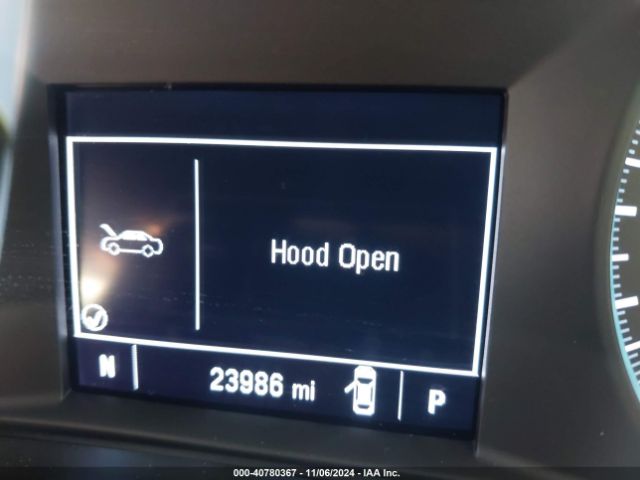 Hood Open
N 23986 mi P
000-40780367 - 11/06/2024 - IAA Inc.